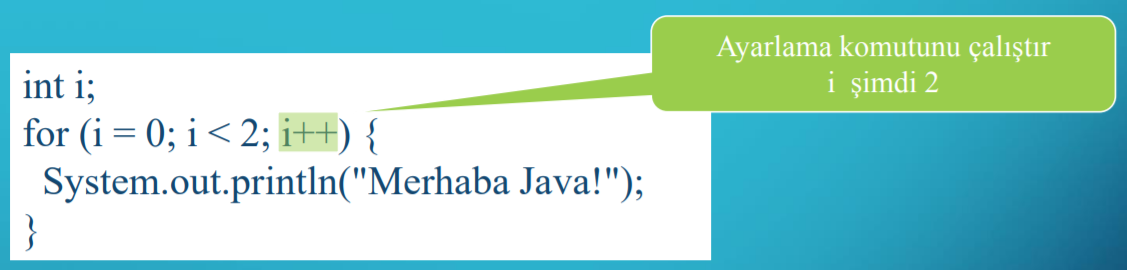 Ayarlama komutunu çalıştır
i şimdi 2
int i;
for (i = 0; i < 2; i++) {
System.out.println("Merhaba Java!");
}